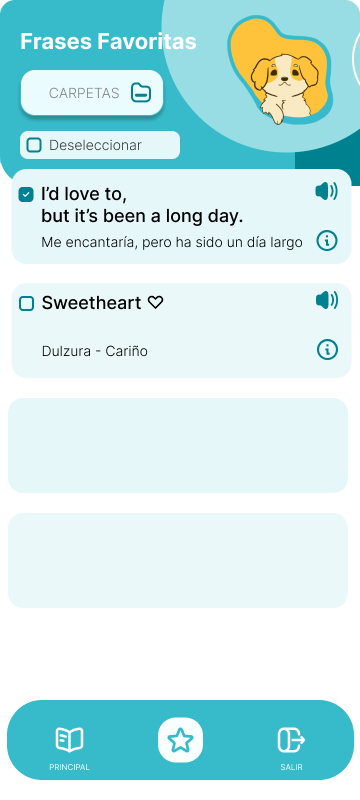 Frases Favoritas
CARPETAS
Deseleccionar
I'd love to,
but it's been a long day.
Me encantaría, pero ha sido un día largo
Sweetheart ♡
Dulzura - Cariño
PRINCIPAL
SALIR